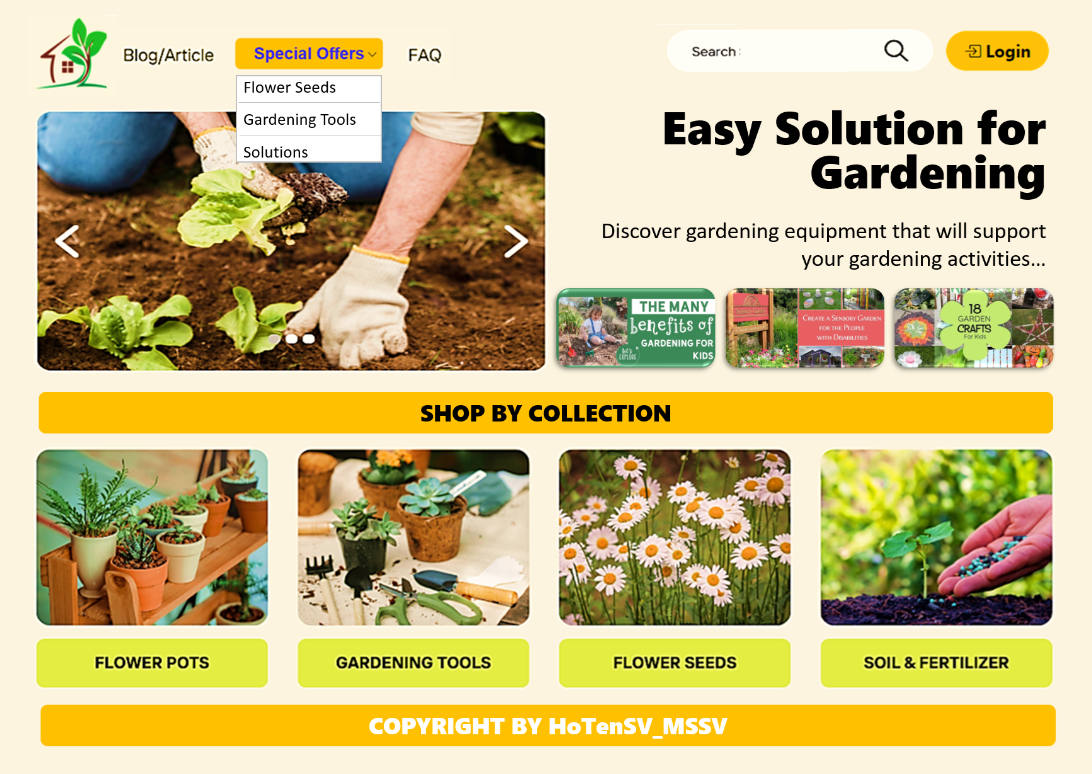 Blog/Article
Special Offers
FAQ
Search :
Login
Flower Seeds
Gardening Tools
Solutions
Easy Solution for
Gardening
Discover gardening equipment that will support
your gardening activities...
THE MANY
benefits of
GARDENING FOR
KIDS
CREATE A SENSORY GARDEN
FOR THE PEOPLE
WITH DISABILITIES
18
GARDEN
CRAFTS
For Kids
SHOP BY COLLECTION
FLOWER POTS
GARDENING TOOLS
FLOWER SEEDS
SOIL & FERTILIZER
COPYRIGHT BY HoTenSV_MSSV